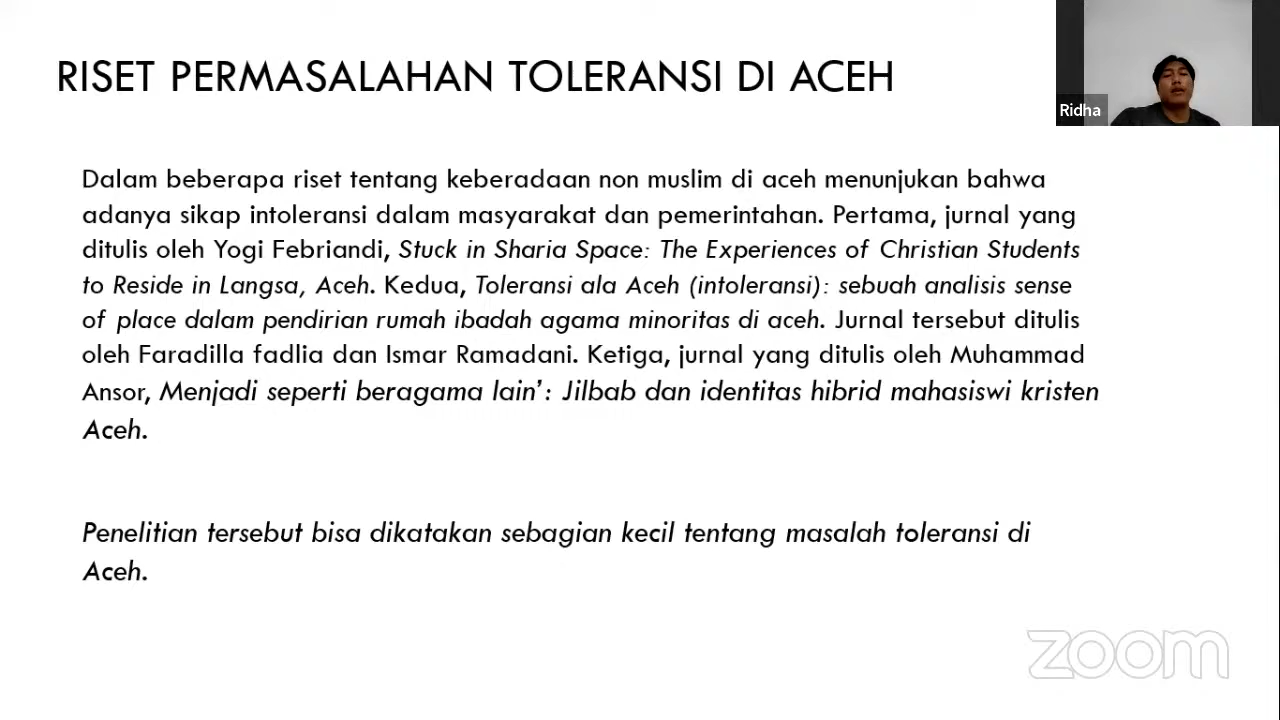 RISET PERMASALAHAN TOLERANSI DI ACEH
Ridha
Dalam beberapa riset tentang keberadaan non muslim di aceh menunjukan bahwa
adanya sikap intoleransi dalam masyarakat dan pemerintahan. Pertama, jurnal yang
ditulis oleh Yogi Febriandi, Stuck in Sharia Space: The Experiences of Christian Students
to Reside in Langsa, Aceh. Kedua, Toleransi ala Aceh (intoleransi): sebuah analisis sense
of place dalam pendirian rumah ibadah agama minoritas di aceh. Jurnal tersebut ditulis
oleh Faradilla fadlia dan Ismar Ramadani. Ketiga, jurnal yang ditulis oleh Muhammad
Ansor, Menjadi seperti beragama lain’: Jilbab dan identitas hibrid mahasiswi kristen
Aceh.
Penelitian tersebut bisa dikatakan sebagian kecil tentang masalah toleransi di
Aceh.
zoom